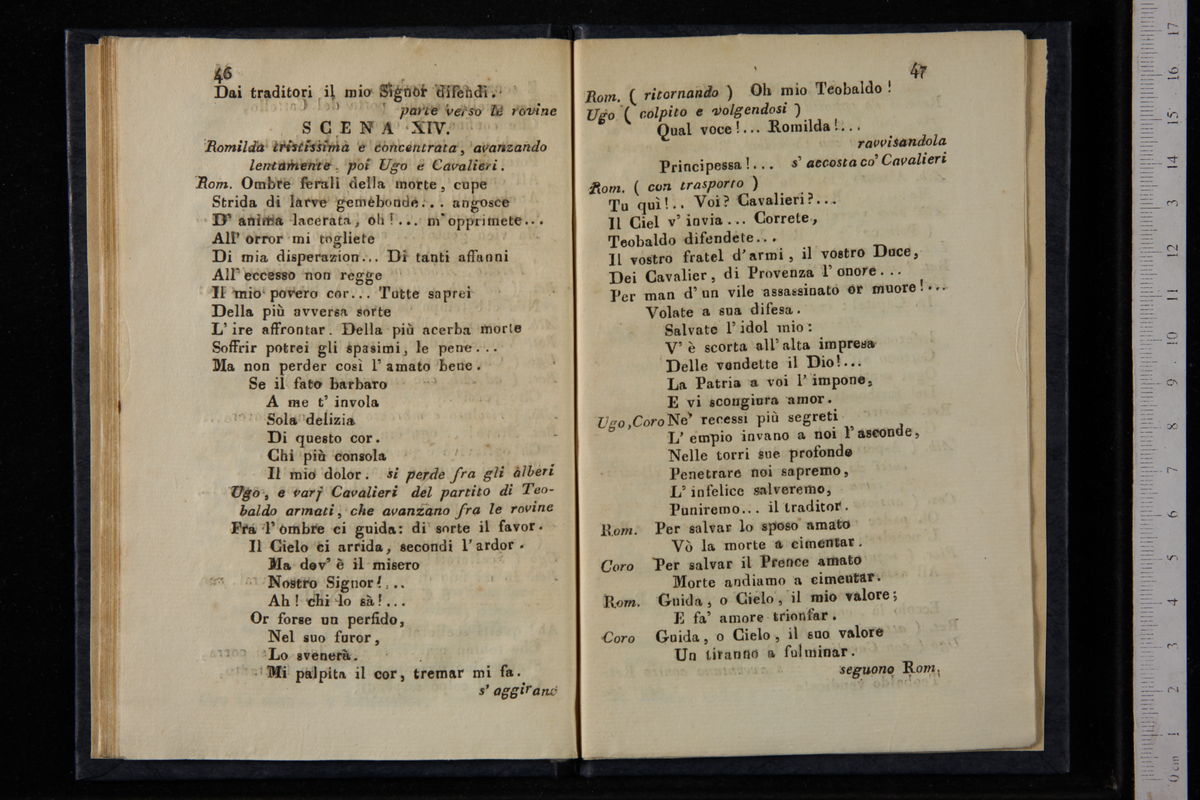 46
Dai traditori il mio Signor difendi.
parte verso le rovine
SCENA XIV.
Romilda tristissima e concentrata, avanzando
lentamente. poi Ugo e Cavalieri.
Rom. Ombre ferali della morte, cupe
Strida di larve gemebonde... angosce
D' anima lacerata, oh!... m'opprimete...
All' orror mi togliete
Di mia disperazion... Di tanti affanni
All' eccesso non regge
Il mio povero cor... Tutte saprei
Della più avversa sorte
L' ire affrontar. Della più acerba morte
Soffrir potrei gli spasimi, le pene...
Ma non perder così l' amato bene.
Se il fato barbaro
A me t' invola
Sola delizia
Di questo cor.
Chi più consola
Il mio dolor. si perde fra gli alberi
Ugo, e varj Cavalieri del partito di Teo-
baldo armati, che avanzano fra le rovine
Fra l' ombre ci guida: di sorte il favor.
Il Cielo ci arrida, secondi l' ardor.
Ma dov' è il misero
Nostro Signor!...
Ah! chi lo sà!...
Or forse un perfido,
Nel suo furor,
Lo svenerà.
Mi palpita il cor, tremar mi fa.
s' aggirano
47
Rom. ( ritornando ) Oh mio Teobaldo!
Ugo ( colpito e volgendosi )
Qual voce!... Romilda!...
ravvisandola
Principessa!... s' accosta co' Cavalieri
Rom. ( con trasporto )
Tu quì!.. Voi? Cavalieri?...
Il Ciel v' invia... Correte,
Teobaldo difendete...
Il vostro fratel d'armi, il vostro Duce,
Dei Cavalier, di Provenza l' onore...
Per man d' un vile assassinato or muore!...
Volate a sua difesa.
Salvate l' idol mio:
V' è scorta all' alta impresa
Delle vendette il Dio!...
La Patria a voi l' impone,
E vi scongiura amor.
Ugo, Coro Ne' recessi più segreti
L' empio invano a noi l' asconde,
Nelle torri sue profonde
Penetrare noi sapremo,
L' infelice salveremo,
Puniremo... il traditor.
Rom. Per salvar lo sposo amato
Vò la morte a cimentar.
Coro Per salvar il Prence amato
Morte andiamo a cimentar.
Rom. Guida, o Cielo, il mio valore;
E fa' amore trionfar.
Coro Guida, o Cielo, il suo valore
Un tiranno a fulminar.
seguono Rom.